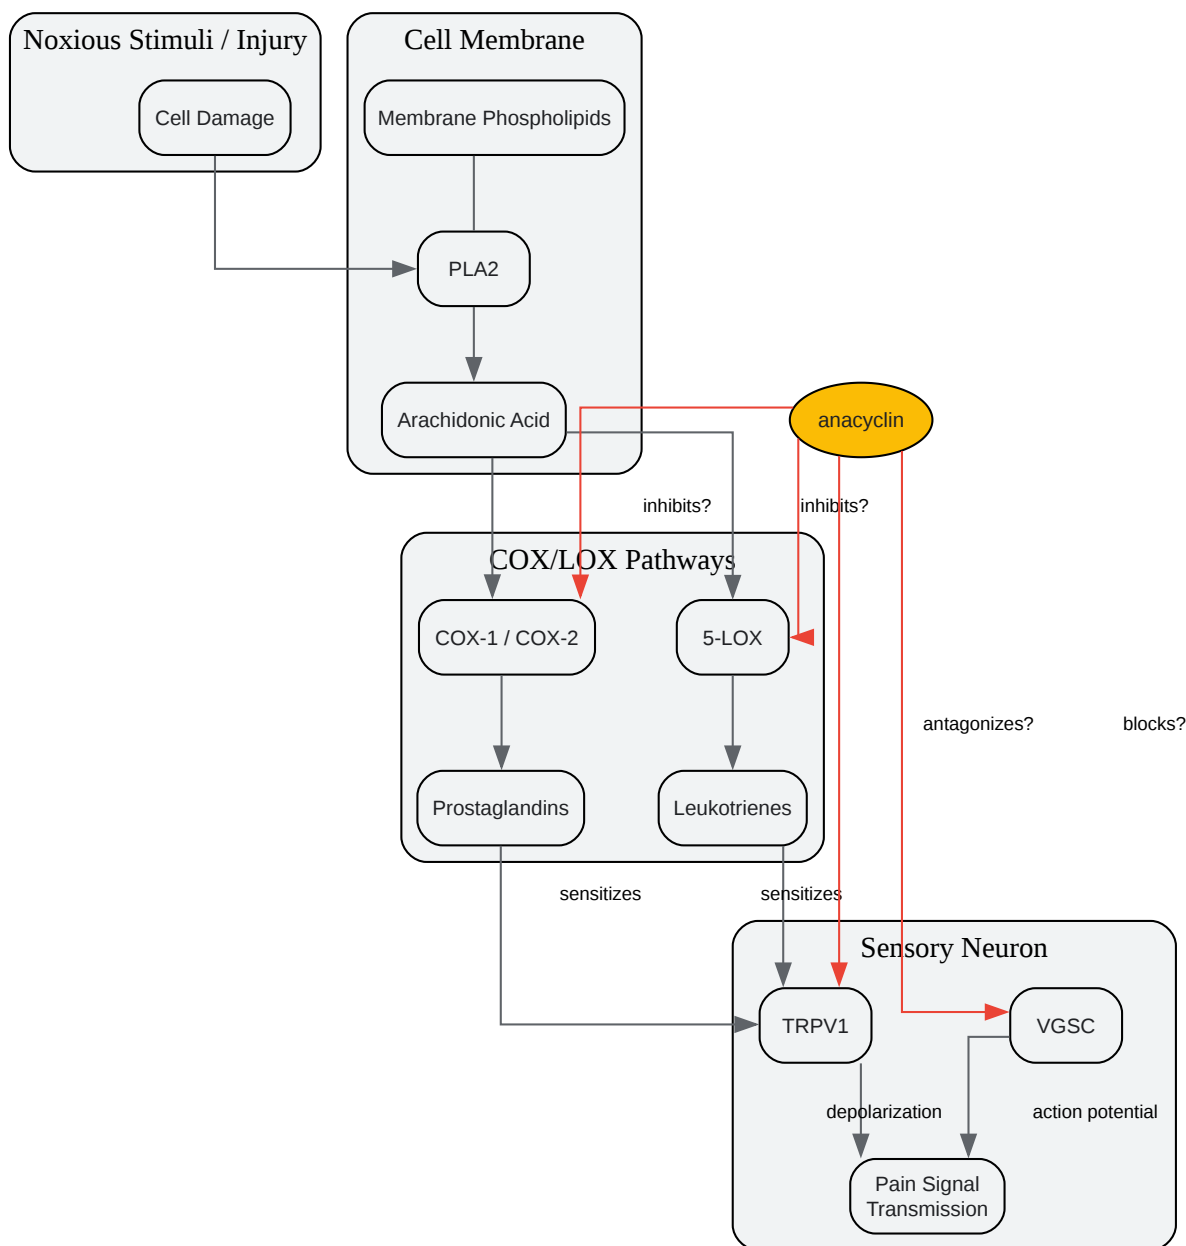 Noxious Stimuli / Injury
Cell Membrane
Cell Damage
Membrane Phospholipids
PLA2
Arachidonic Acid
anacyclin
inhibits?
inhibits?
COX/LOX Pathways
COX-1 / COX-2
5-LOX
antagonizes?
blocks?
Prostaglandins
Leukotrienes
sensitizes
sensitizes
Sensory Neuron
TRPV1
VGSC
depolarization
action potential
Pain Signal
Transmission